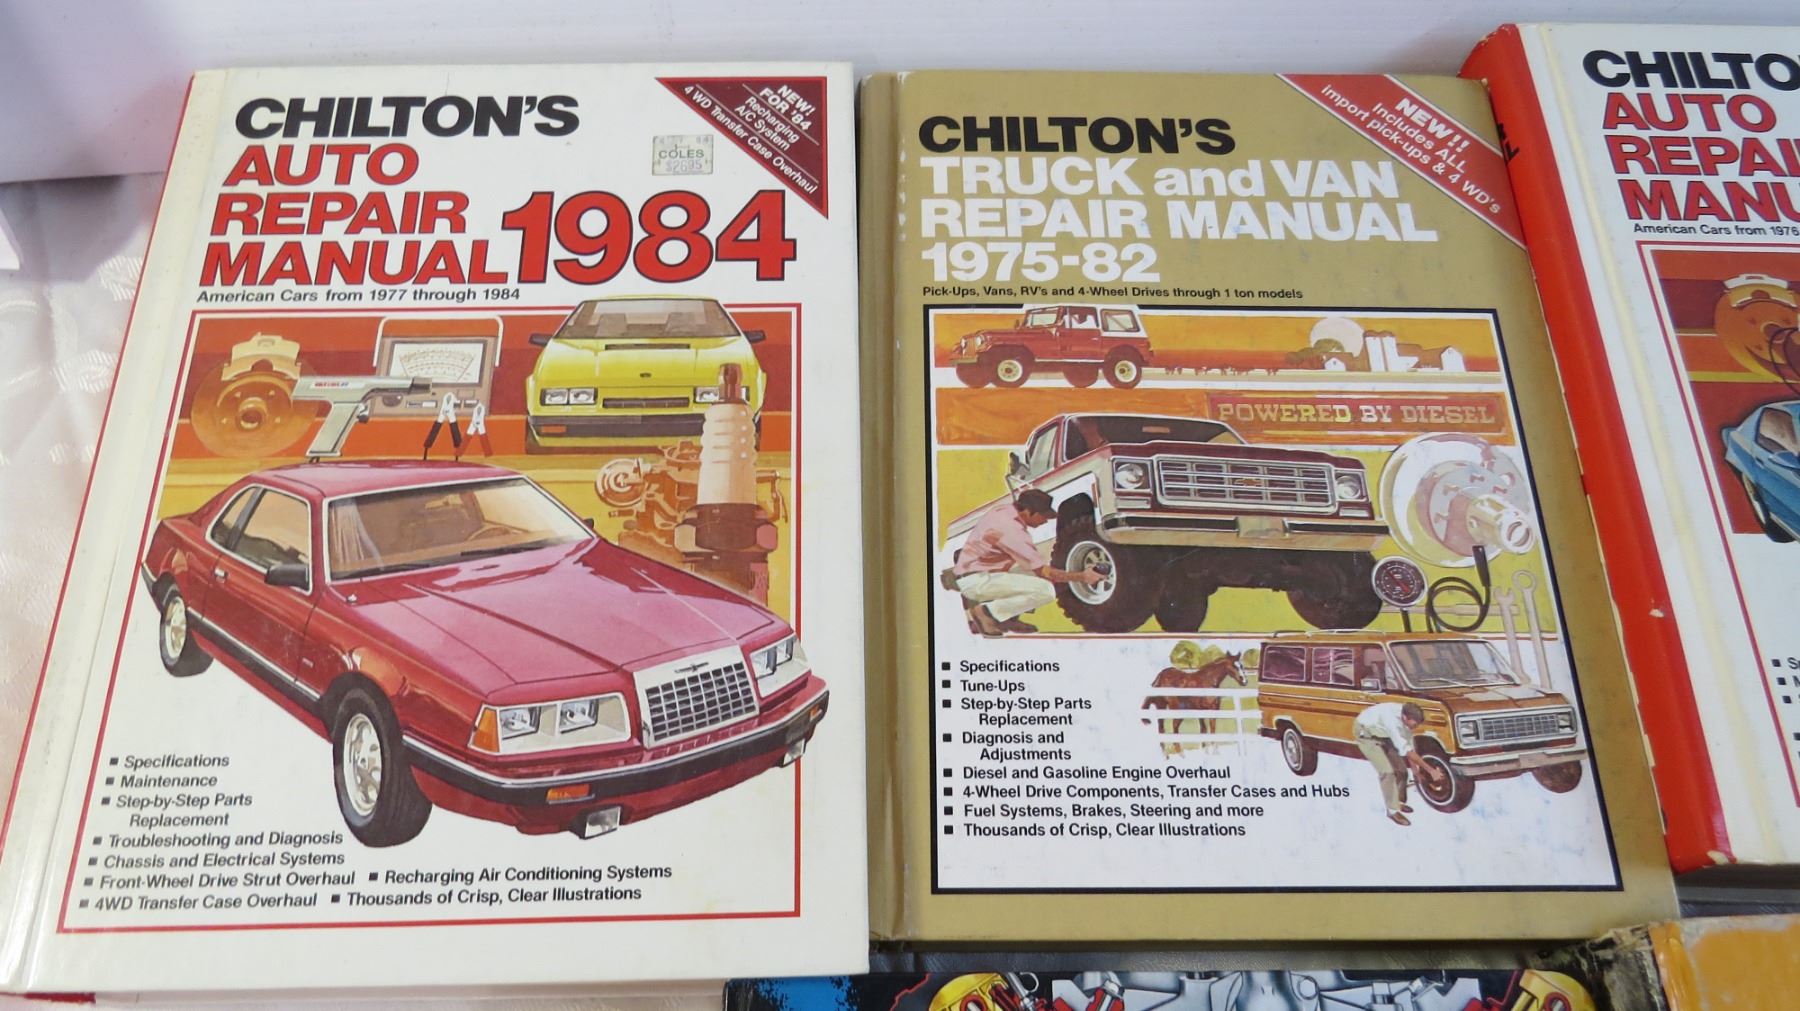 CHILTON'S
AUTO
REPAIR
MANUAL 1984
American Cars from 1977 through 1984
NEW!
FOR '84
Recharging
A/C System
4 WD Transfer Case Overhaul
COLES
$2695
■ Specifications
■ Maintenance
■ Step-by-Step Parts
Replacement
■ Troubleshooting and Diagnosis
■ Chassis and Electrical Systems
■ Front-Wheel Drive Strut Overhaul ■ Recharging Air Conditioning Systems
■ 4WD Transfer Case Overhaul ■ Thousands of Crisp, Clear Illustrations
CHILTON'S
TRUCK and VAN
REPAIR MANUAL
1975-82
Pick-Ups, Vans, RV's and 4-Wheel Drives through 1 ton models
NEW!!
Includes ALL
import pick-ups & 4 WD's
POWERED BY DIESEL
■ Specifications
■ Tune-Ups
■ Step-by-Step Parts
Replacement
■ Diagnosis and
Adjustments
■ Diesel and Gasoline Engine Overhaul
■ 4-Wheel Drive Components, Transfer Cases and Hubs
■ Fuel Systems, Brakes, Steering and more
■ Thousands of Crisp, Clear Illustrations
CHILTO
AUTO
REPAI
MANU
American Cars from 1976